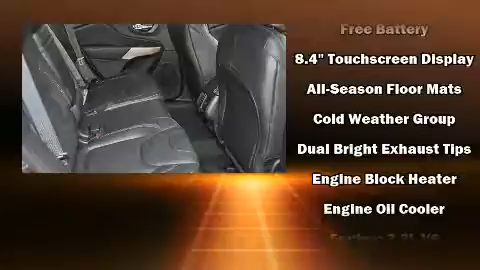 Free Battery
8.4" Touchscreen Display
All-Season Floor Mats
Cold Weather Group
Dual Bright Exhaust Tips
Engine Block Heater
Engine Oil Cooler